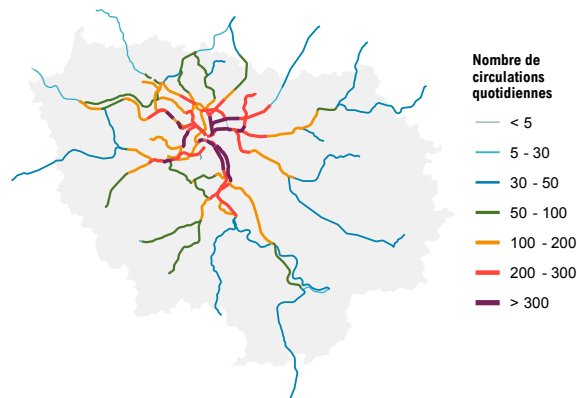 Nombre de
circulations
quotidiennes
< 5
5 - 30
30 - 50
50 - 100
100 - 200
200 - 300
> 300